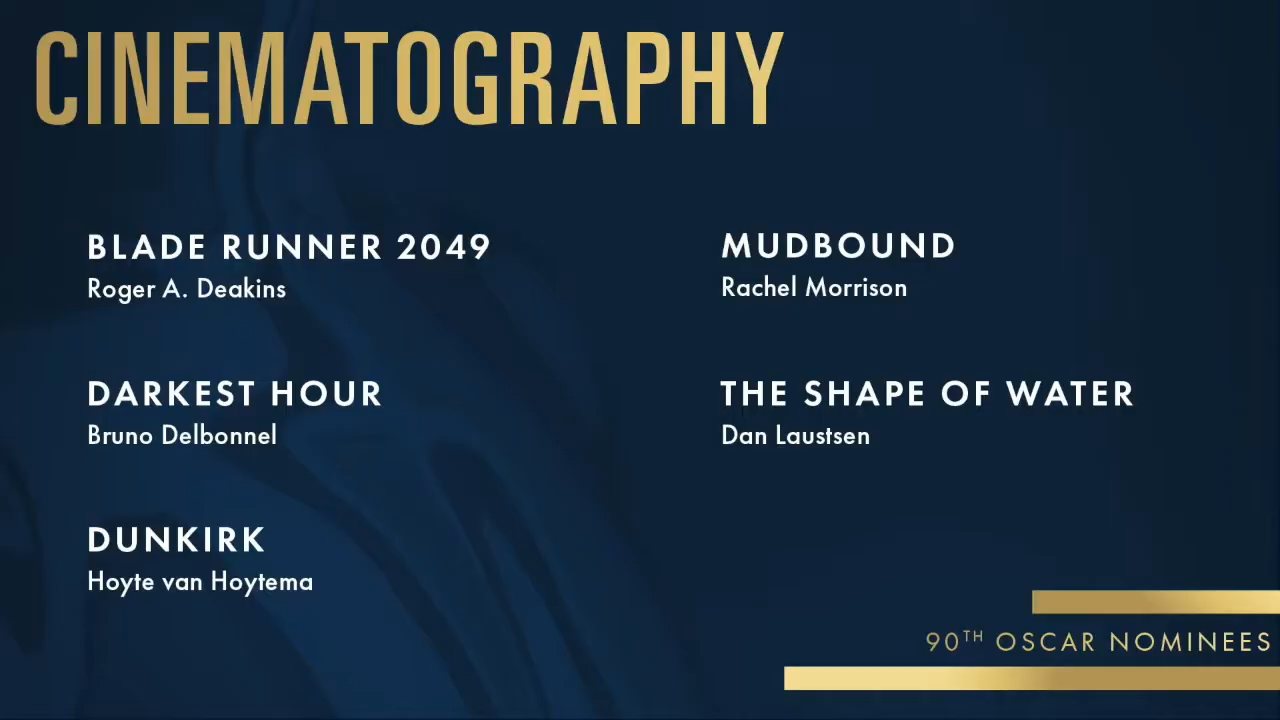 CINEMATOGRAPHY
BLADE RUNNER 2049
Roger A. Deakins
DARKEST HOUR
Bruno Delbonnel
DUNKIRK
Hoyte van Hoytema
MUDBOUND
Rachel Morrison
THE SHAPE OF WATER
Dan Laustsen
90TH OSCAR NOMINEES